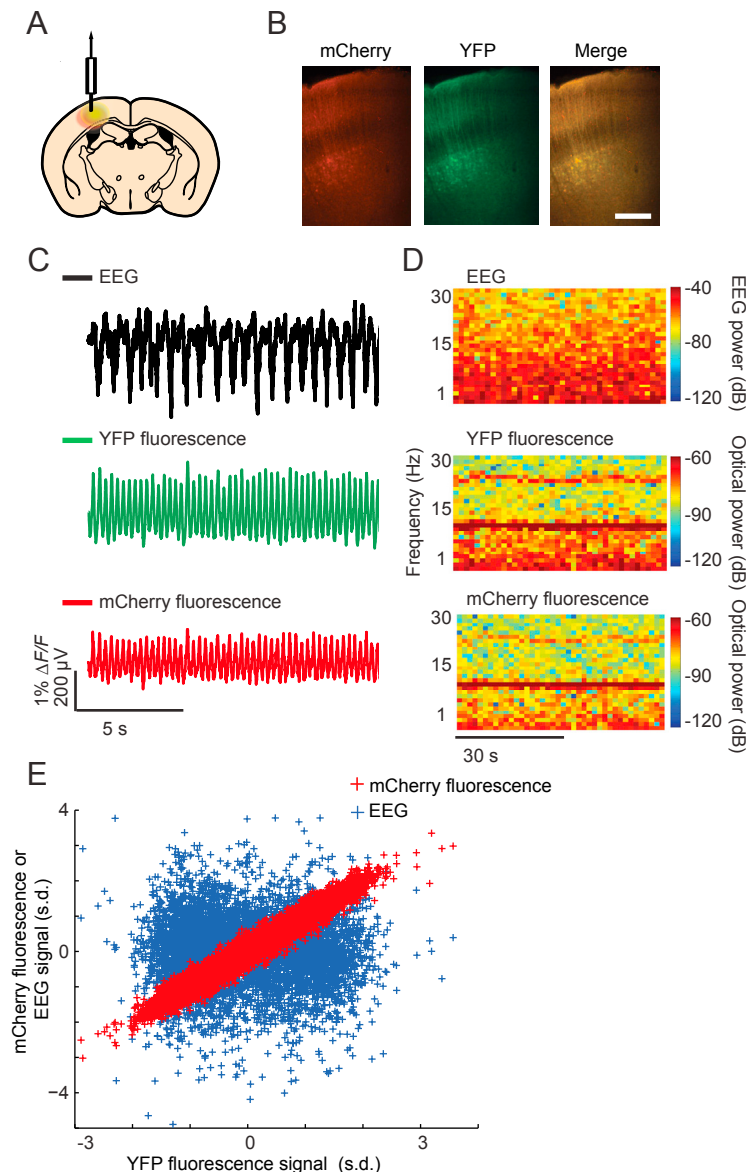 A
B
mCherry
YFP
Merge
C
EEG
YFP fluorescence
mCherry fluorescence
1% ΔF/F
200 μV
5 s
D
EEG
30
15
1
-40
-80
-120
EEG power (dB)
YFP fluorescence
30
15
1
Frequency (Hz)
-60
-90
-120
Optical power (dB)
mCherry fluorescence
30
15
1
-60
-90
-120
Optical power (dB)
30 s
E
mCherry fluorescence
EEG
4
0
−4
mCherry fluorescence or
EEG signal (s.d.)
-3
0
3
YFP fluorescence signal (s.d.)